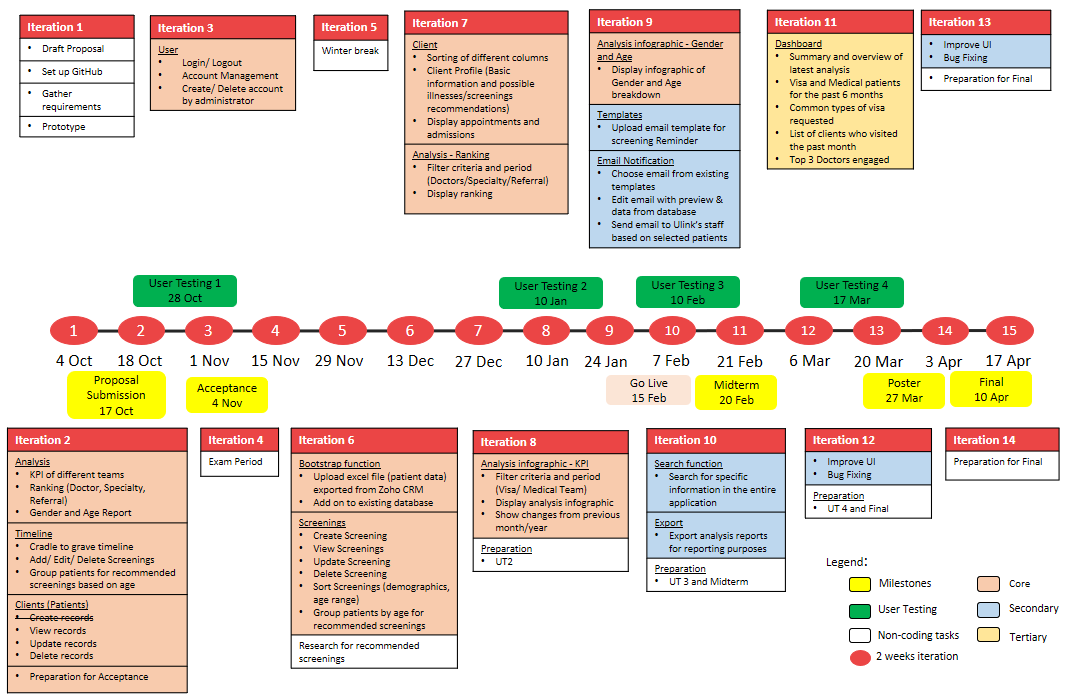 Iteration 1
• Draft Proposal
• Set up GitHub
• Gather
requirements
• Prototype
Iteration 3
User
• Login/ Logout
• Account Management
• Create/ Delete account
by administrator
Iteration 5
Winter break
Iteration 7
Client
• Sorting of different columns
• Client Profile (Basic
information and possible
illnesses/screenings
recommendations)
• Display appointments and
admissions
Analysis - Ranking
• Filter criteria and period
(Doctors/Specialty/Referral)
• Display ranking
Iteration 9
Analysis infographic - Gender
and Age
• Display infographic of
Gender and Age
breakdown
Templates
• Upload email template for
screening Reminder
Email Notification
• Choose email from existing
templates
• Edit email with preview &
data from database
• Send email to Ulink's staff
based on selected patients
Iteration 11
Dashboard
• Summary and overview of
latest analysis
• Visa and Medical patients
for the past 6 months
• Common types of visa
requested
• List of clients who visited
the past month
• Top 3 Doctors engaged
Iteration 13
• Improve UI
• Bug Fixing
• Preparation for Final
User Testing 1
28 Oct
User Testing 2
10 Jan
User Testing 3
10 Feb
User Testing 4
17 Mar
1 2 3 4 5 6 7 8 9 10 11 12 13 14 15
4 Oct 18 Oct 1 Nov 15 Nov 29 Nov 13 Dec 27 Dec 10 Jan 24 Jan 7 Feb 21 Feb 6 Mar 20 Mar 3 Apr 17 Apr
Proposal
Submission
17 Oct
Acceptance
4 Nov
Go Live
15 Feb
Midterm
20 Feb
Poster
27 Mar
Final
10 Apr
Iteration 2
Analysis
• KPI of different teams
• Ranking (Doctor, Specialty,
Referral)
• Gender and Age Report
Timeline
• Cradle to grave timeline
• Add/ Edit/ Delete Screenings
• Group patients for recommended
screenings based on age
Clients (Patients)
• Create records
• View records
• Update records
• Delete records
• Preparation for Acceptance
Iteration 4
Exam Period
Iteration 6
Bootstrap function
• Upload excel file (patient data)
exported from Zoho CRM
• Add on to existing database
Screenings
• Create Screening
• View Screenings
• Update Screening
• Delete Screening
• Sort Screenings (demographics,
age range)
• Group patients by age for
recommended screenings
Research for recommended
screenings
Iteration 8
Analysis infographic - KPI
• Filter criteria and period
(Visa/ Medical Team)
• Display analysis infographic
• Show changes from previous
month/year
Preparation
• UT2
Iteration 10
Search function
• Search for specific
information in the entire
application
Export
• Export analysis reports
for reporting purposes
Preparation
• UT 3 and Midterm
Iteration 12
• Improve UI
• Bug Fixing
Preparation
• UT 4 and Final
Iteration 14
Preparation for Final
Legend:
Milestones
Core
User Testing
Secondary
Non-coding tasks
Tertiary
2 weeks iteration